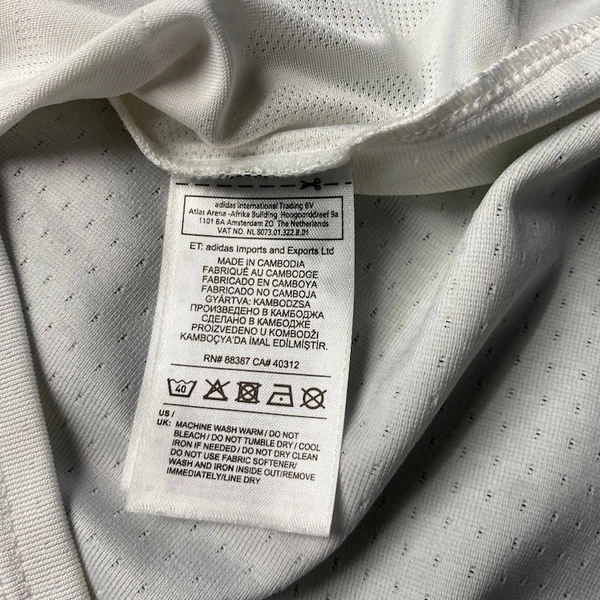 adidas International Trading BV
Atlas Arena -Afrika Building Hoogoorddreef 9a
1101 BA Amsterdam ZO The Netherlands
VAT NO. NL 8073.01.322.B.01
ET: adidas Imports and Exports Ltd
MADE IN CAMBODIA
FABRIQUÉ AU CAMBODGE
FABRICADO EN CAMBOYA
FABRICADO NO CAMBOJA
GYÁRTVA: KAMBODZSA
ПРОИЗВЕДЕНО В КАМБОДЖА
СДЕЛАНО В КАМБОДЖЕ
PROIZVEDENO U KOMBODŽI
KAMBOÇYA'DA İMAL EDİLMİŞTİR.
RN# 88387 CA# 40312
40
US /
UK: MACHINE WASH WARM / DO NOT
BLEACH / DO NOT TUMBLE DRY / COOL
IRON IF NEEDED / DO NOT DRY CLEAN
DO NOT USE FABRIC SOFTENER/
WASH AND IRON INSIDE OUT/REMOVE
IMMEDIATELY/LINE DRY